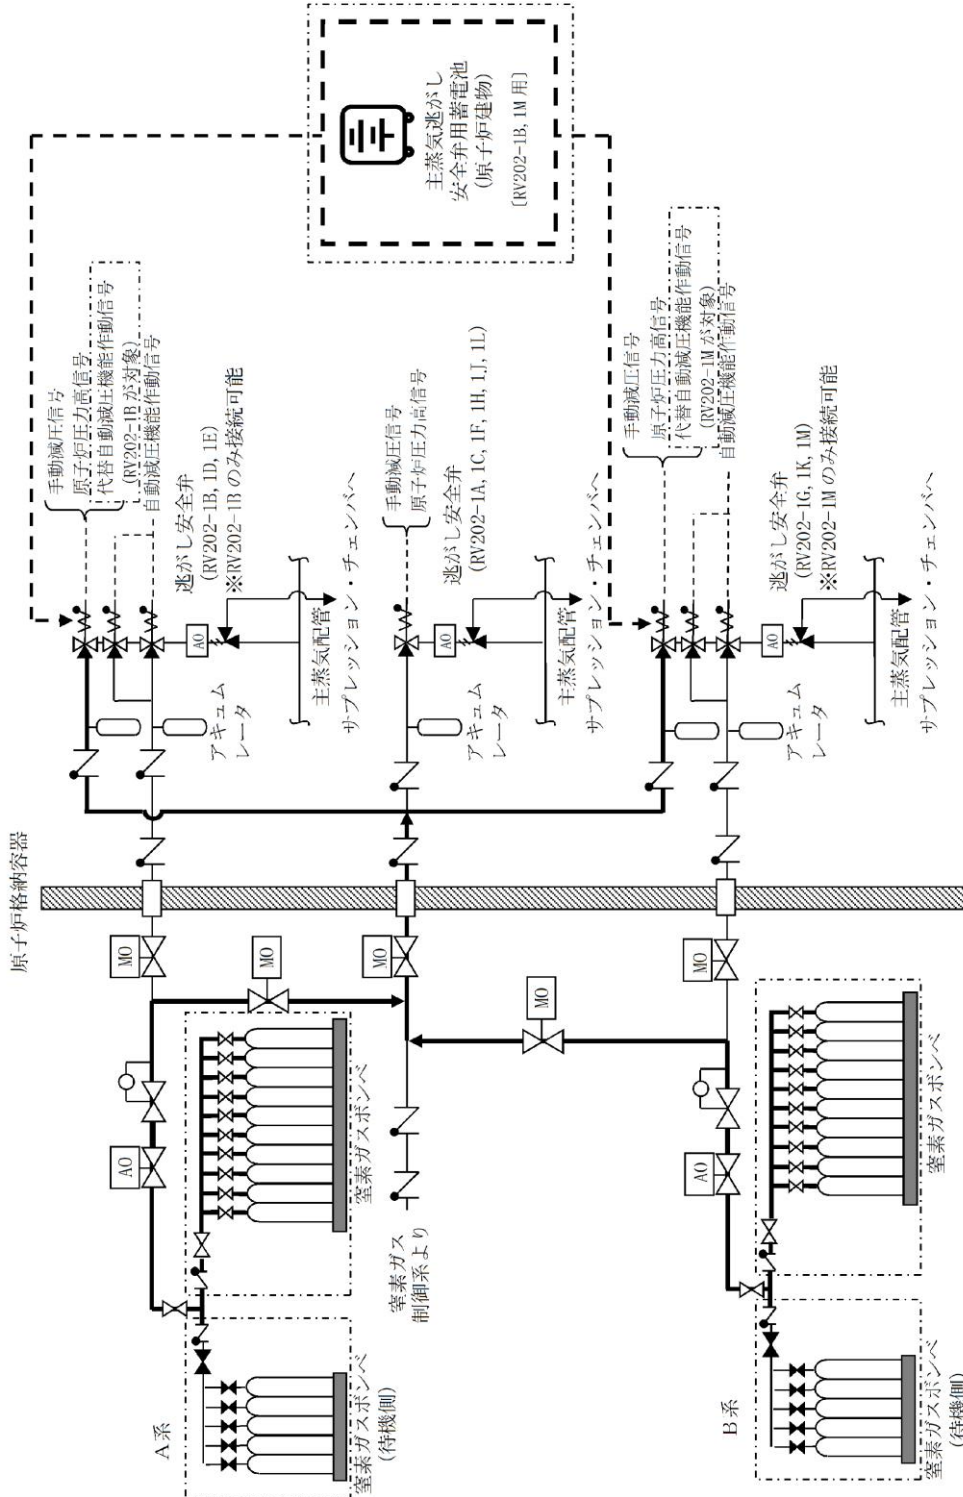 原子炉格納容器
A系
窒素ガスボンベ
(待機側)
窒素ガスボンベ
AO
MO
MO
手動減圧信号
原子炉圧力高信号
代替自動減圧機能作動信号
(RV202-1Bが対象)
自動減圧機能作動信号
逃がし安全弁
(RV202-1B, 1D, 1E)
※RV202-1Bのみ接続可能
AO
アキュム
レータ
主蒸気配管
サプレッション・チェンバへ
窒素ガス
制御系より
MO
手動減圧信号
原子炉圧力高信号
逃がし安全弁
(RV202-1A, 1C, 1F, 1H, 1J, 1L)
AO
アキュム
レータ
主蒸気配管
サプレッション・チェンバへ
主蒸気逃がし
安全弁用蓄電池
(原子炉建物)
[RV202-1B, 1M用]
B系
窒素ガスボンベ
(待機側)
窒素ガスボンベ
AO
MO
MO
手動減圧信号
原子炉圧力高信号
代替自動減圧機能作動信号
(RV202-1Mが対象)
自動減圧機能作動信号
逃がし安全弁
(RV202-1G, 1K, 1M)
※RV202-1Mのみ接続可能
AO
アキュム
レータ
主蒸気配管
サプレッション・チェンバへ